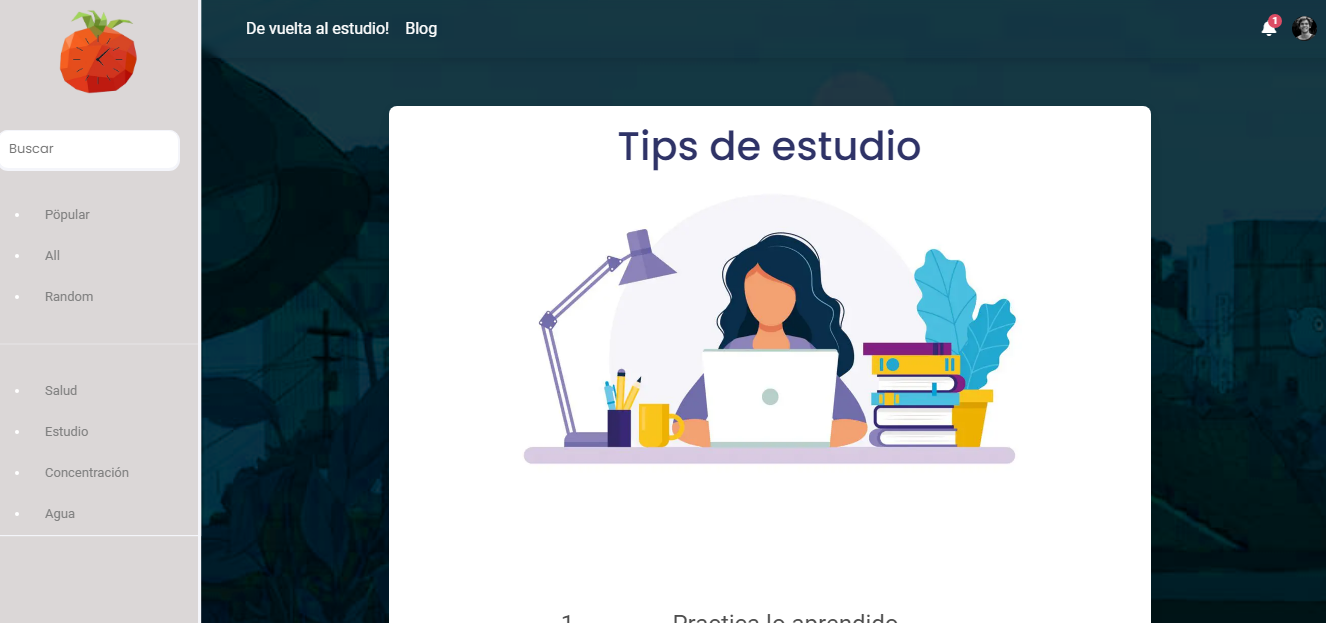 De vuelta al estudio! Blog
1
Buscar
Pöpular
All
Random
Salud
Estudio
Concentración
Agua
Tips de estudio
1 Practica lo aprendido